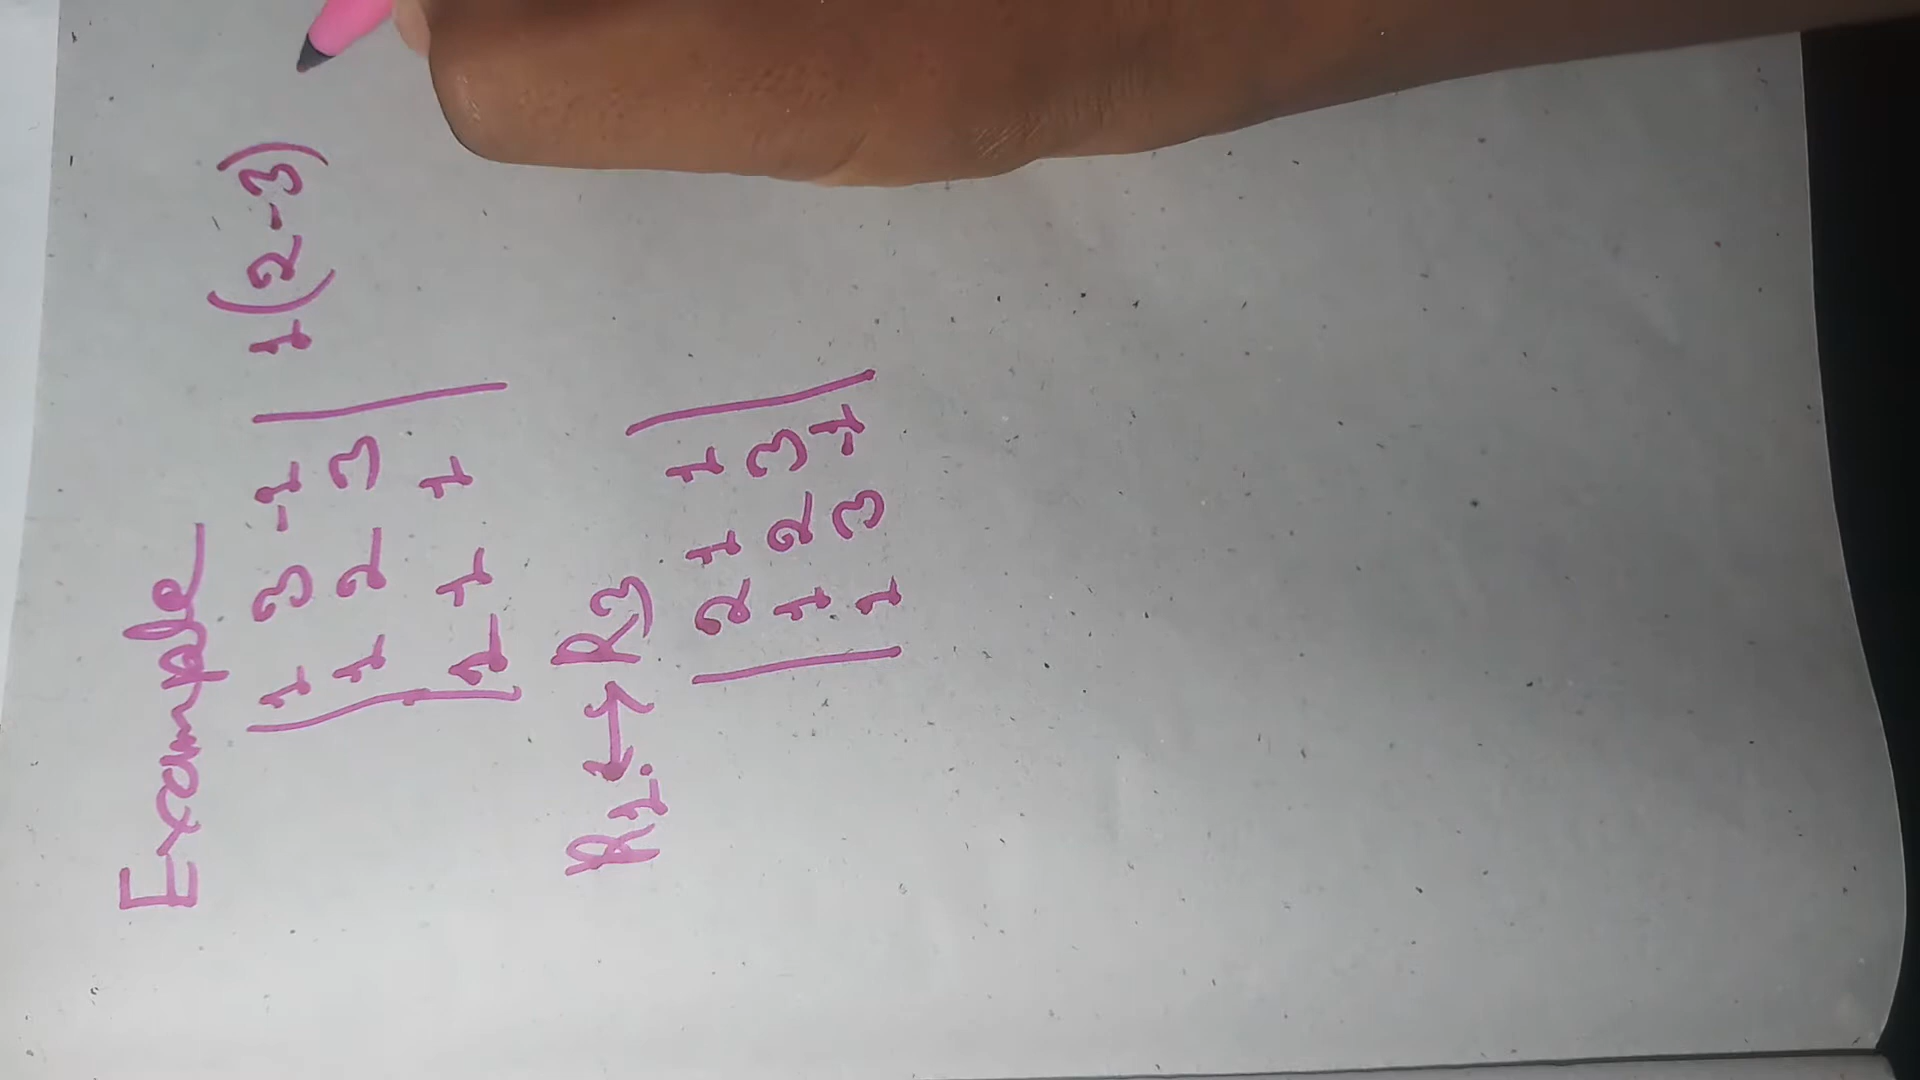 Example
| 1 3 -1 | 1(2-3)
| 1 2 3 |
| 2 1 1 |
R1 ↔ R3
| 2 1 1 |
| 1 2 3 |
| 1 3 -1 |